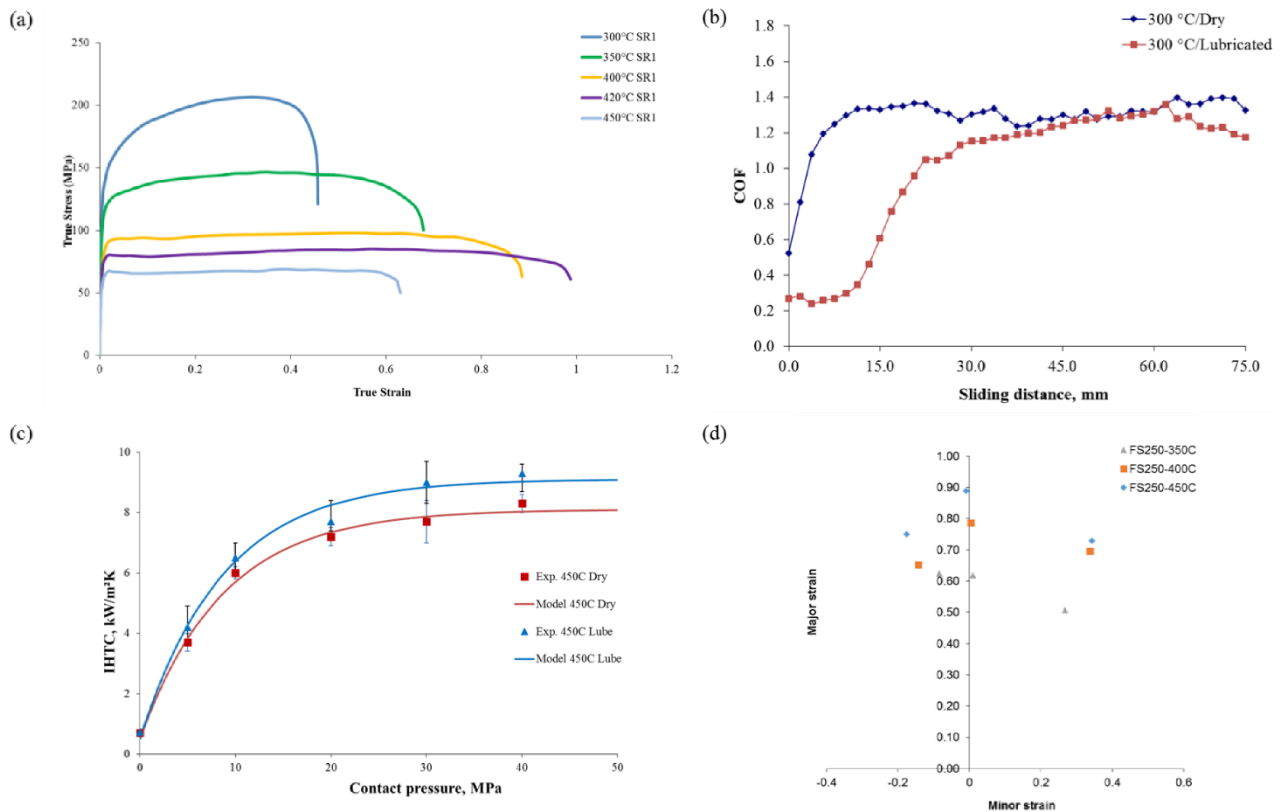 (a)
250
200
150
100
50
0
0
0.2
0.4
0.6
0.8
1
1.2
True Stress (MPa)
True Strain
300°C SR1
350°C SR1
400°C SR1
420°C SR1
450°C SR1
(b)
300 °C/Dry
300 °C/Lubricated
1.8
1.6
1.4
1.2
1.0
0.8
0.6
0.4
0.2
0.0
0.0
15.0
30.0
45.0
60.0
75.0
COF
Sliding distance, mm
(c)
10
8
6
4
2
0
0
10
20
30
40
50
IHTC, kW/m²K
Contact pressure, MPa
Exp. 450C Dry
Model 450C Dry
Exp. 450C Lube
Model 450C Lube
(d)
FS250-350C
FS250-400C
FS250-450C
1.00
0.90
0.80
0.70
0.60
0.50
0.40
0.30
0.20
0.10
0.00
-0.4
-0.2
0
0.2
0.4
0.6
Major strain
Minor strain